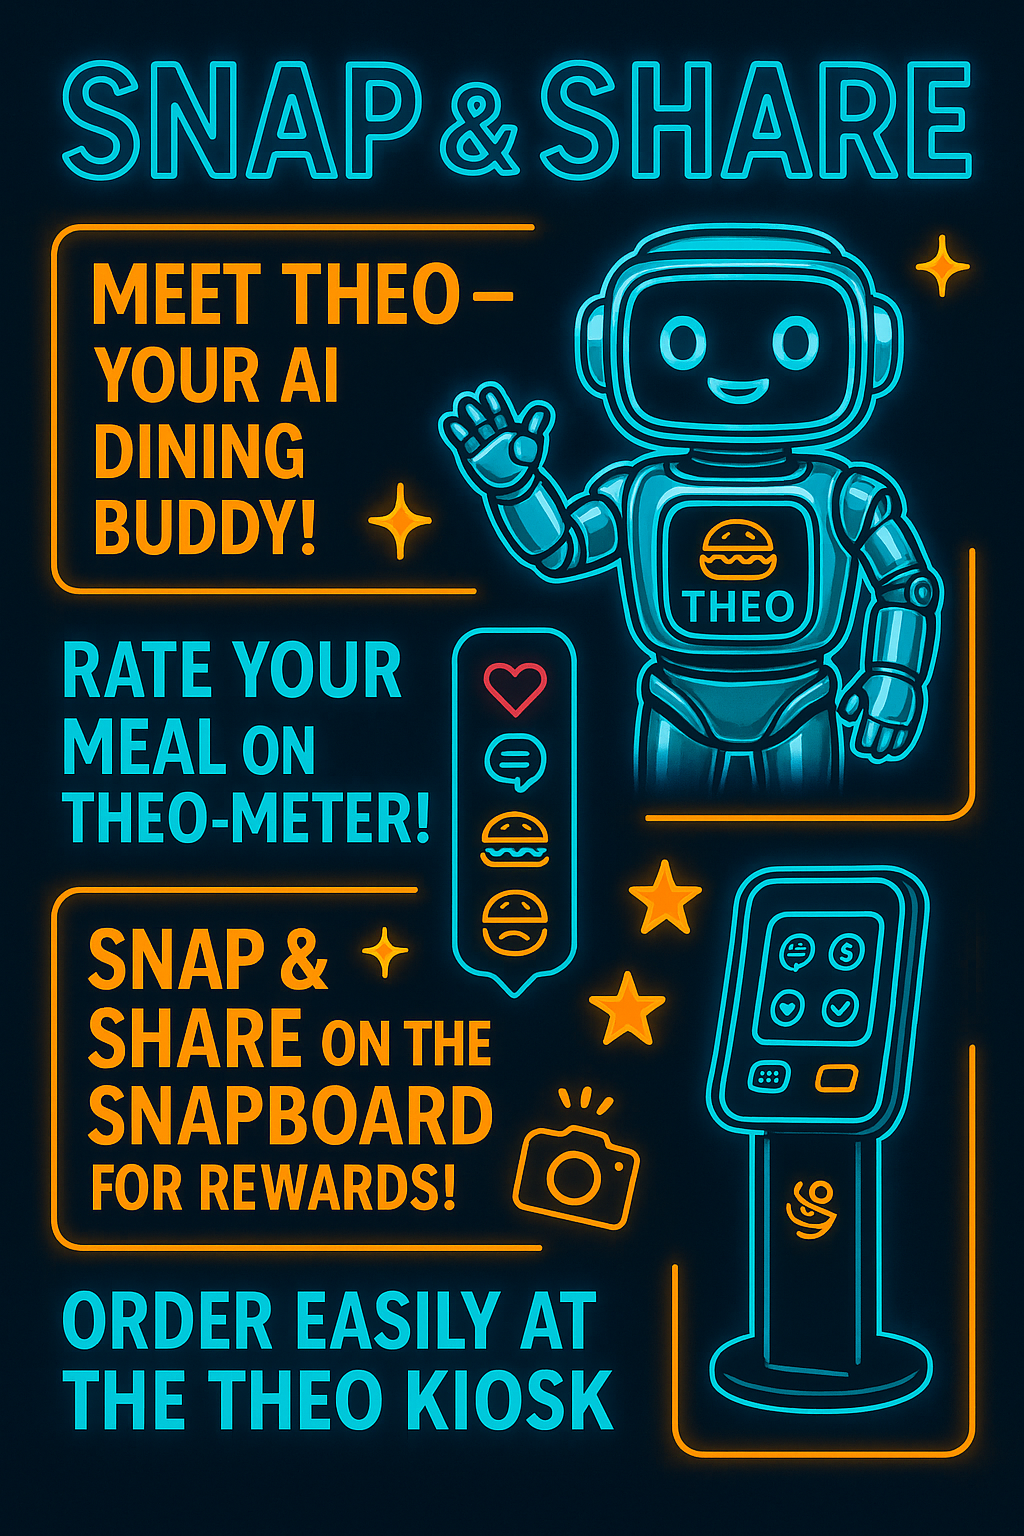 SNAP & SHARE
MEET THEO –
YOUR AI
DINING
BUDDY!
THEO
RATE YOUR
MEAL ON
THEO-METER!
SNAP &
SHARE ON THE
SNAPBOARD
FOR REWARDS!
$
ORDER EASILY AT
THE THEO KIOSK